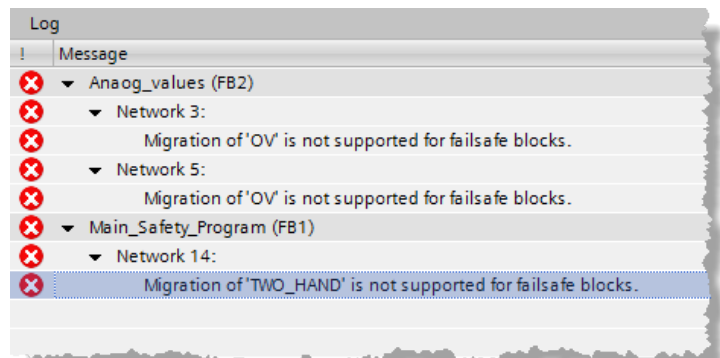 Log
! Message
Anaog_values (FB2)
Network 3:
Migration of 'OV' is not supported for failsafe blocks.
Network 5:
Migration of 'OV' is not supported for failsafe blocks.
Main_Safety_Program (FB1)
Network 14:
Migration of 'TWO_HAND' is not supported for failsafe blocks.